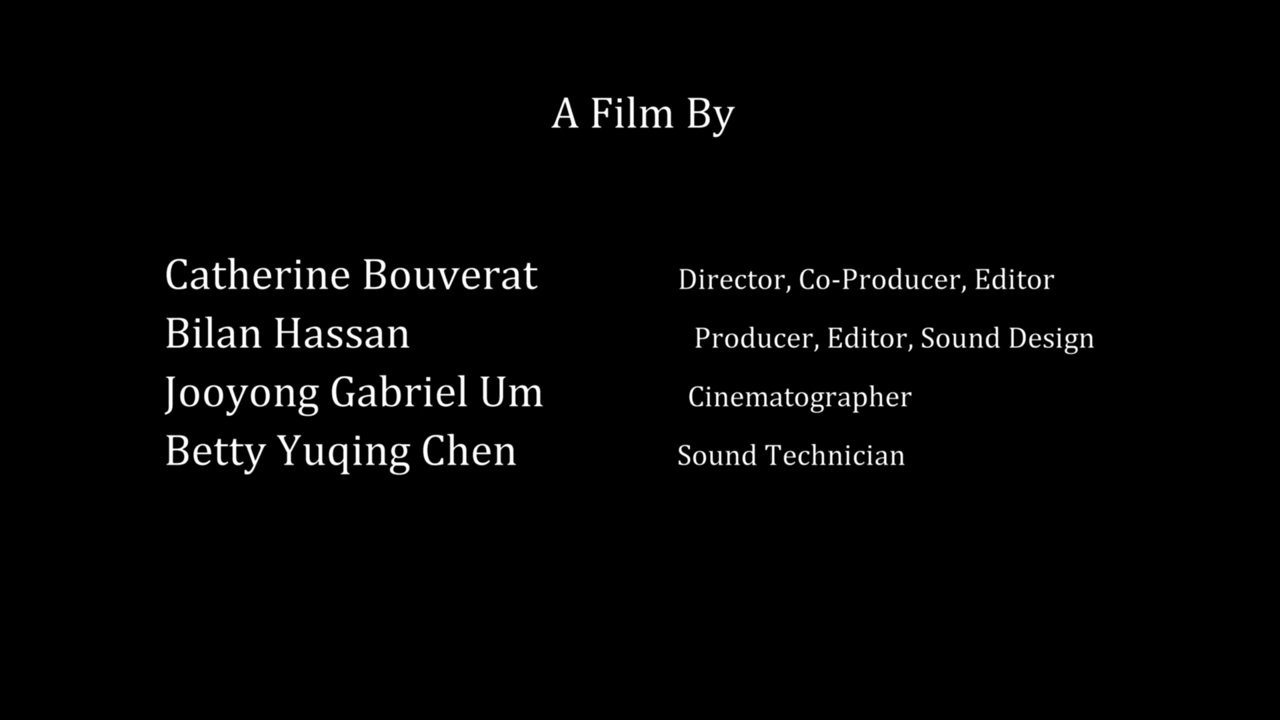 A Film By
Catherine Bouverat Director, Co-Producer, Editor
Bilan Hassan Producer, Editor, Sound Design
Jooyong Gabriel Um Cinematographer
Betty Yuqing Chen Sound Technician